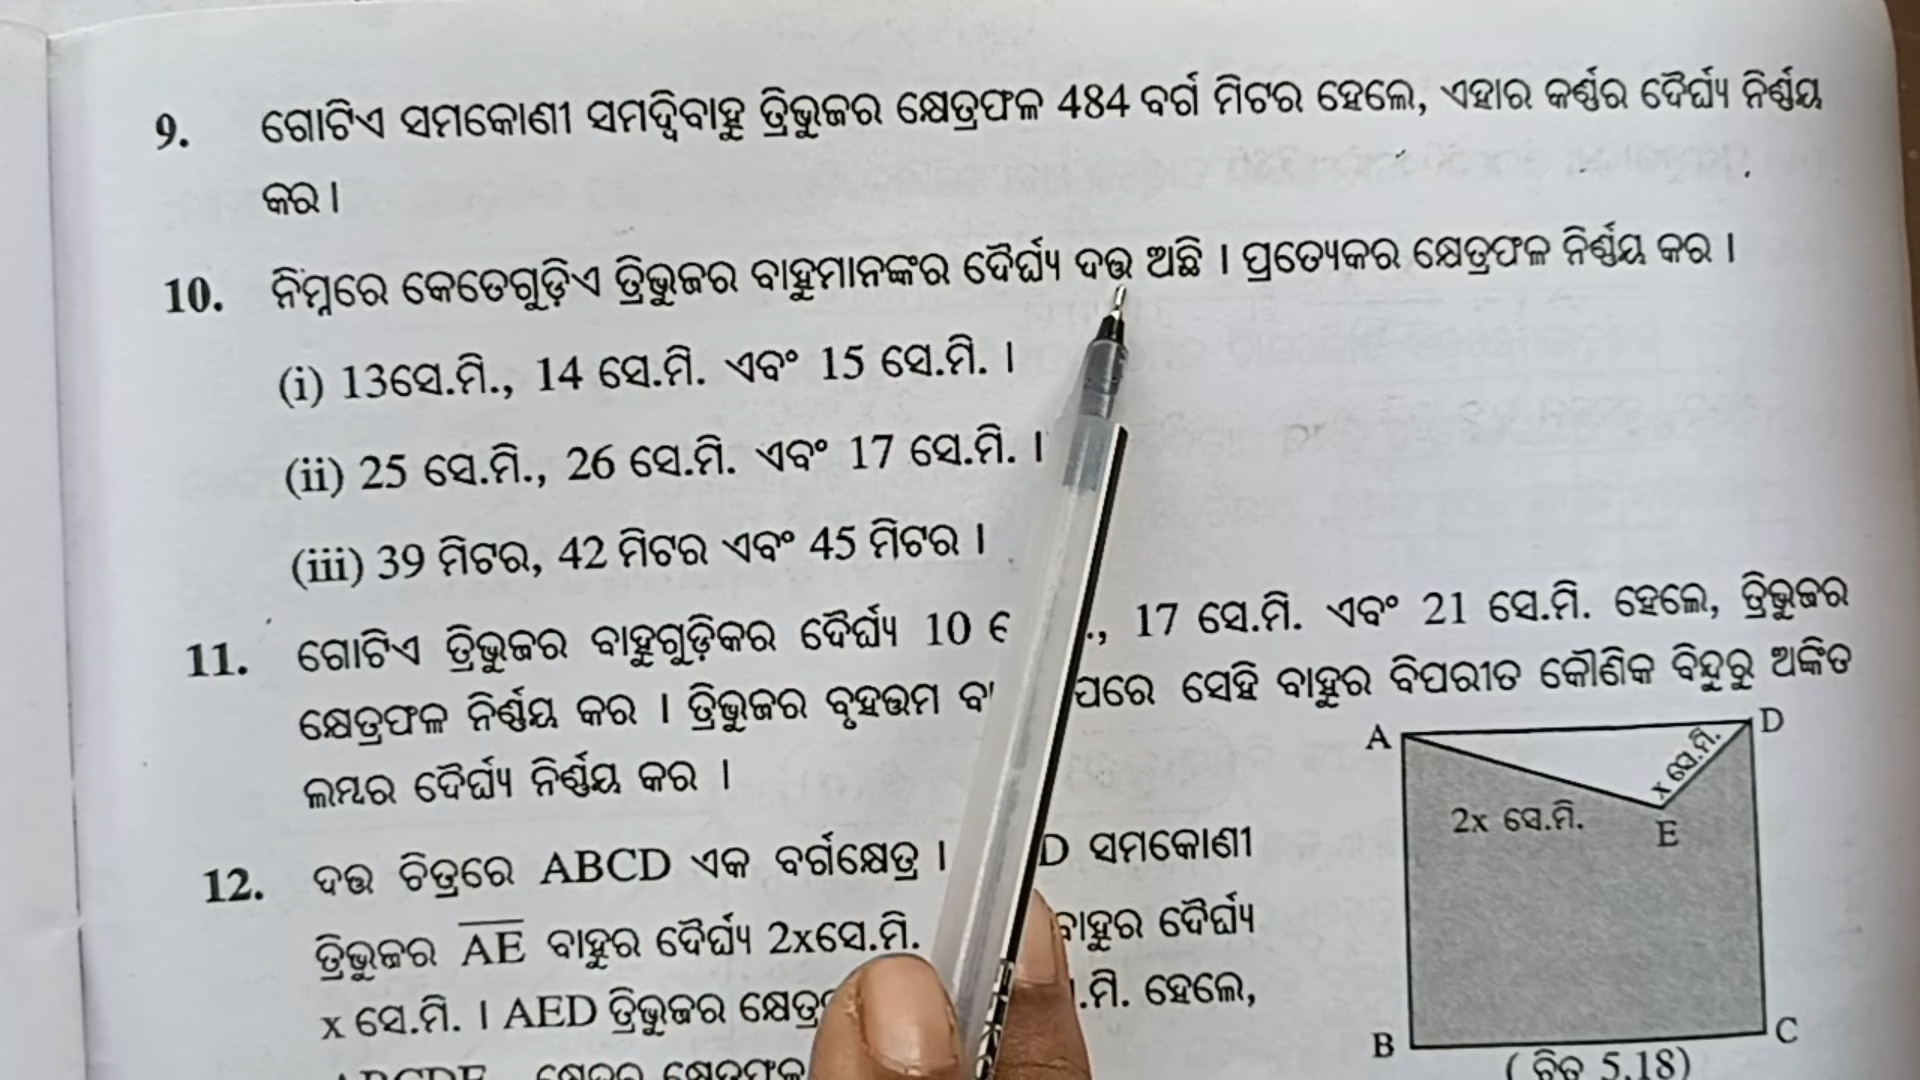 9. ଗୋଟିଏ ସମକୋଣୀ ସମଦ୍ୱିବାହୁ ତ୍ରିଭୁଜର କ୍ଷେତ୍ରଫଳ 484 ବର୍ଗ ମିଟର ହେଲେ, ଏହାର କର୍ଣ୍ଣର ଦୈର୍ଘ୍ୟ ନିର୍ଣ୍ଣୟ
କର ।
10. ନିମ୍ନରେ କେତେଗୁଡ଼ିଏ ତ୍ରିଭୁଜର ବାହୁମାନଙ୍କର ଦୈର୍ଘ୍ୟ ଦତ୍ତ ଅଛି । ପ୍ରତ୍ୟେକର କ୍ଷେତ୍ରଫଳ ନିର୍ଣ୍ଣୟ କର ।
(i) 13ସେ.ମି., 14 ସେ.ମି. ଏବଂ 15 ସେ.ମି. ।
(ii) 25 ସେ.ମି., 26 ସେ.ମି. ଏବଂ 17 ସେ.ମି. ।
(iii) 39 ମିଟର, 42 ମିଟର ଏବଂ 45 ମିଟର ।
11. ଗୋଟିଏ ତ୍ରିଭୁଜର ବାହୁଗୁଡ଼ିକର ଦୈର୍ଘ୍ୟ 10 ., 17 ସେ.ମି. ଏବଂ 21 ସେ.ମି. ହେଲେ, ତ୍ରିଭୁଜର
କ୍ଷେତ୍ରଫଳ ନିର୍ଣ୍ଣୟ କର । ତ୍ରିଭୁଜର ବୃହତ୍ତମ ସେହି ବାହୁର ବିପରୀତ କୌଣିକ ବିନ୍ଦୁରୁ ଅଙ୍କିତ
ଲମ୍ବର ଦୈର୍ଘ୍ୟ ନିର୍ଣ୍ଣୟ କର ।
12. ଦତ୍ତ ଚିତ୍ରରେ ABCD ଏକ ବର୍ଗକ୍ଷେତ୍ର । D ସମକୋଣୀ
ତ୍ରିଭୁଜର AE ବାହୁର ଦୈର୍ଘ୍ୟ 2xସେ.ମି. ବାହୁର ଦୈର୍ଘ୍ୟ
x ସେ.ମି. । AED ତ୍ରିଭୁଜର .ମି. ହେଲେ,
A
D
x ସେ.ମି.
2x ସେ.ମି.
E
B
C
( ଚିତ୍ର 5.18)